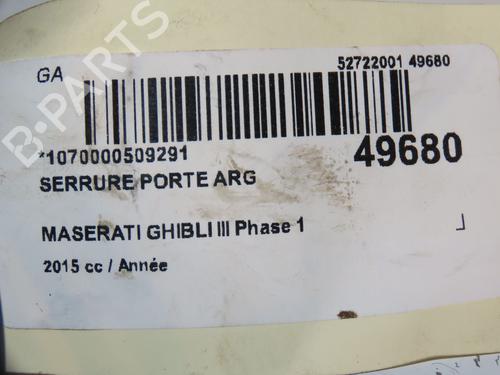 GA
52722001 49680
*1070000509291
49680
SERRURE PORTE ARG
MASERATI GHIBLI III Phase 1
2015 cc / Année
B-PARTS